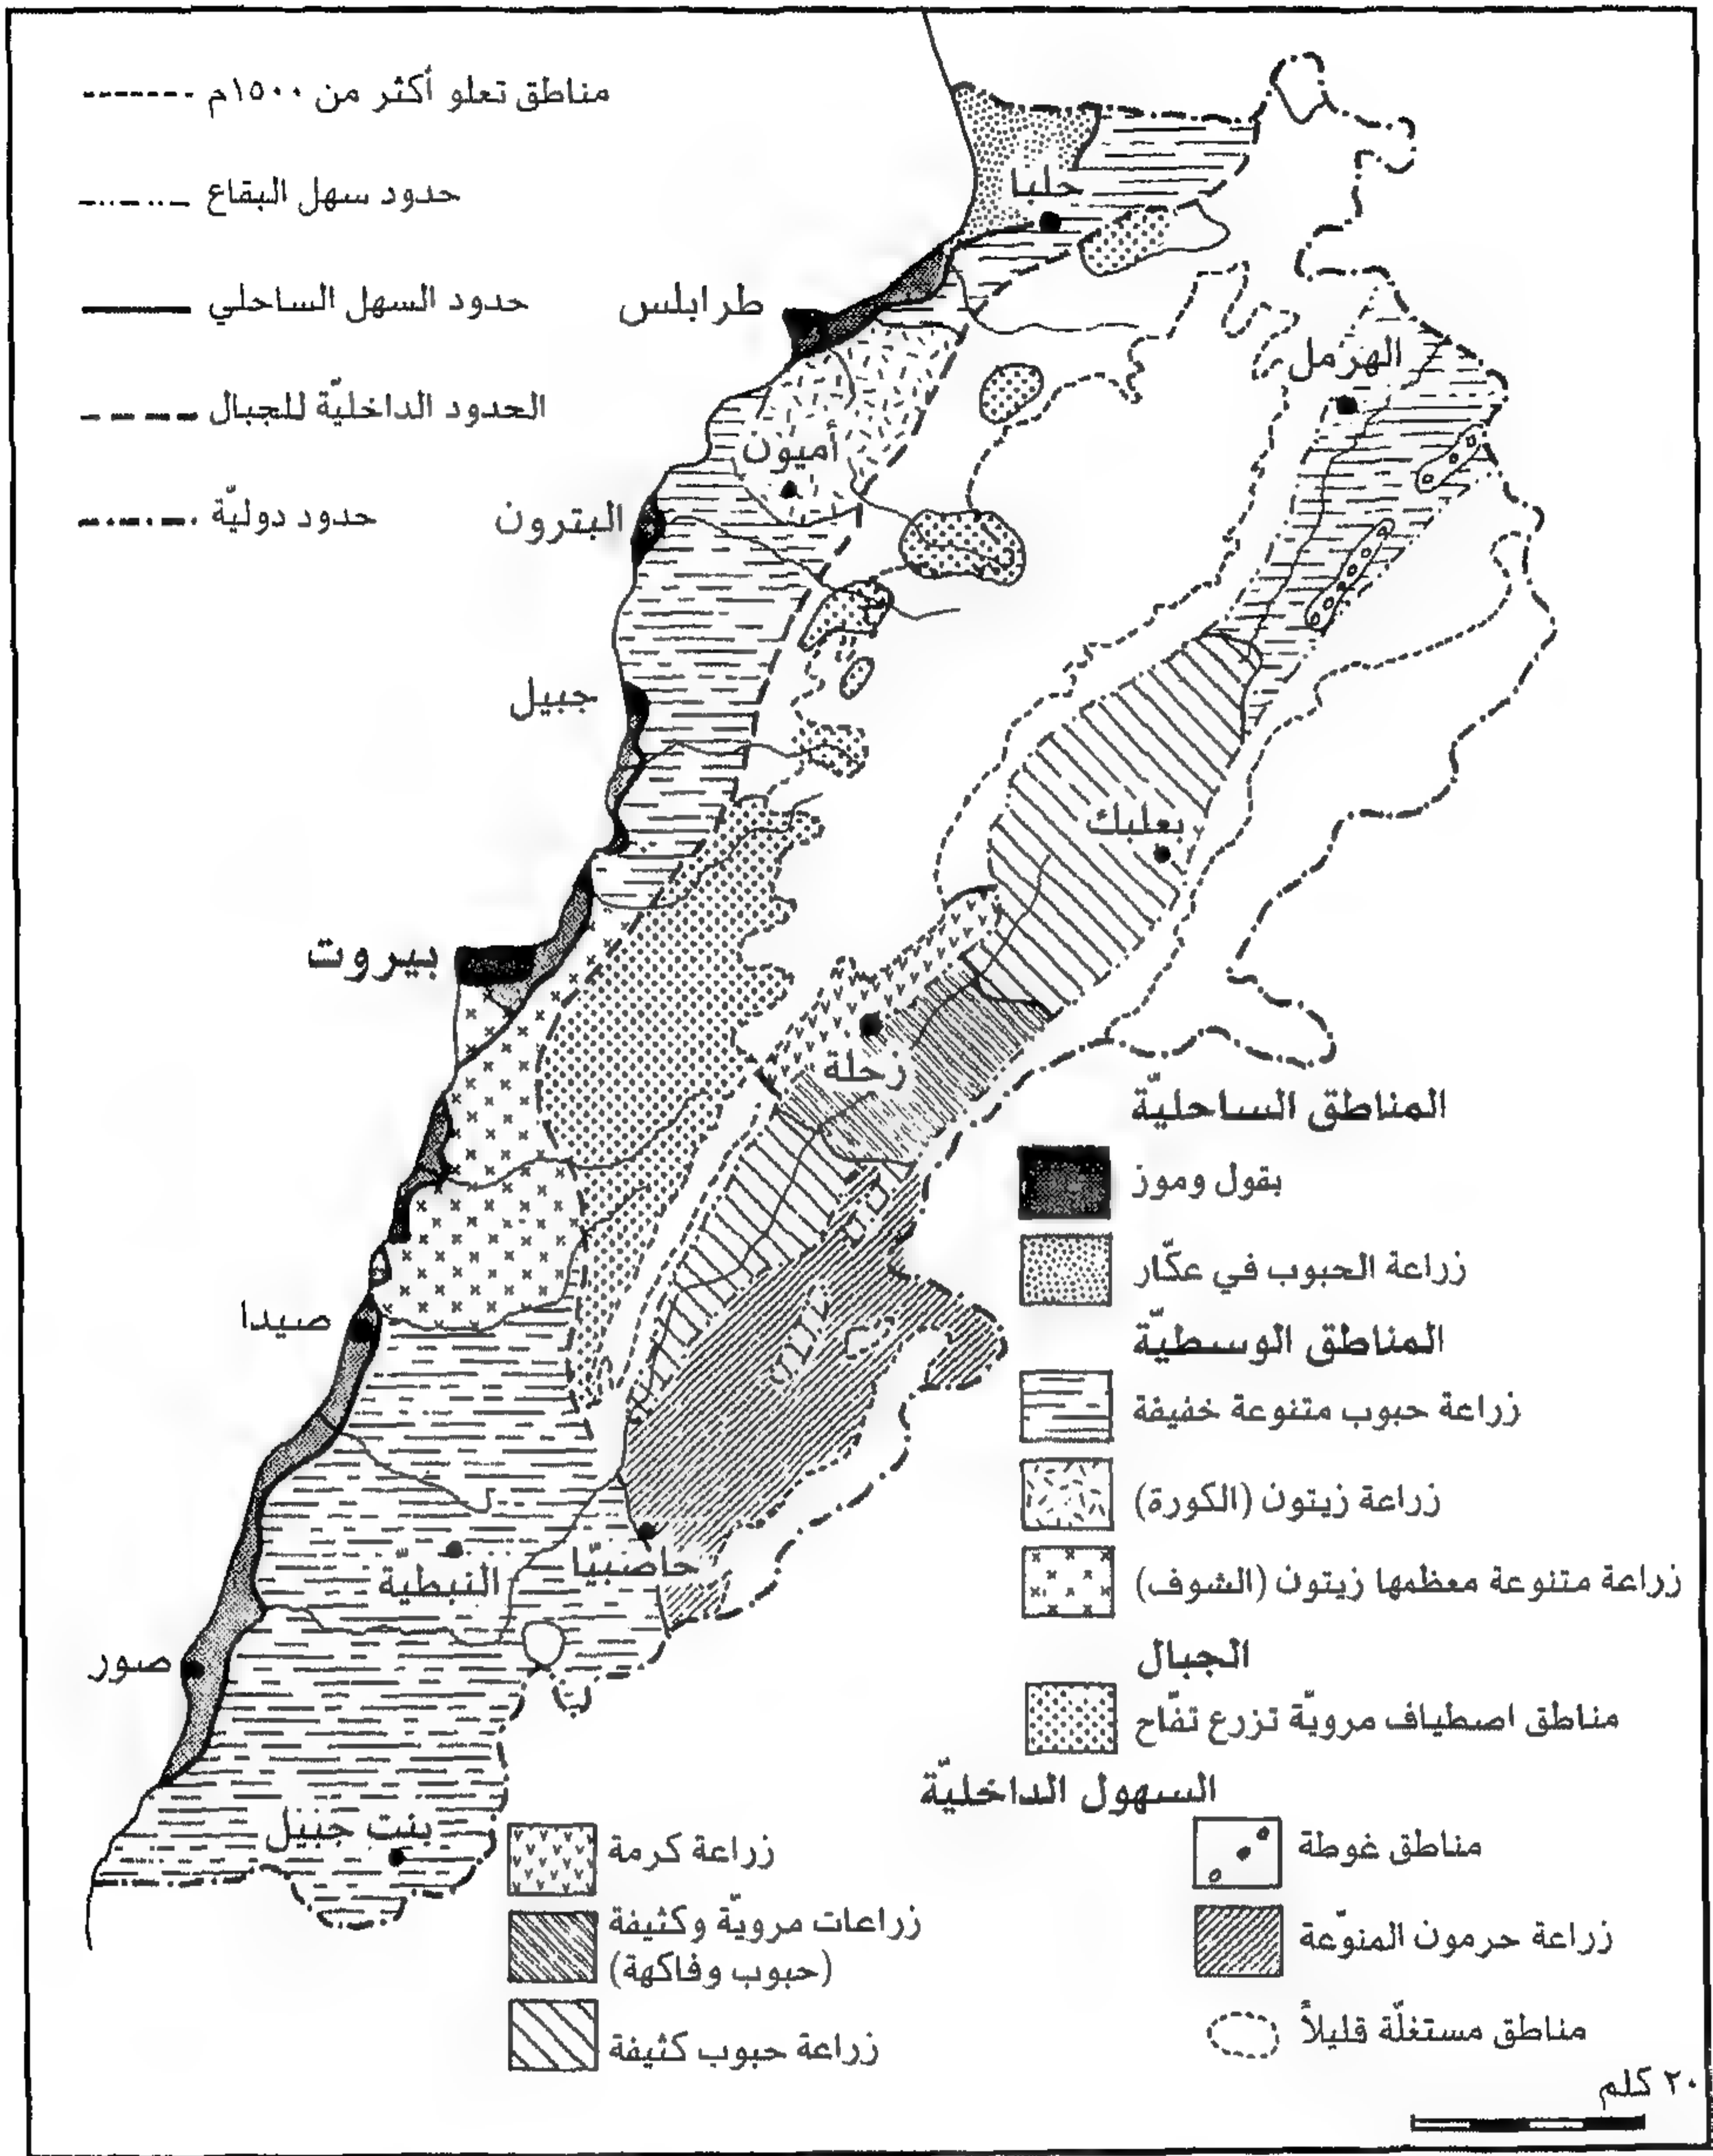 مناطق تعلو أكثر من ١٥٠٠م
حدود سهل البقاع
حدود السهل الساحلي
الحدود الداخليّة للجبال
حدود دوليّة
حلبا
طرابلس
الهرمل
أميون
البترون
جبيل
بعلبك
بيروت
زحلة
صيدا
حاصبيّا
النبطيّة
صور
بنت جبيل
المناطق الساحليّة
بقول وموز
زراعة الحبوب في عكّار
المناطق الوسطيّة
زراعة حبوب متنوعة خفيفة
زراعة زيتون (الكورة)
زراعة متنوعة معظمها زيتون (الشوف)
الجبال
مناطق اصطياف مرويّة تزرع تفّاح
السهول الداخليّة
مناطق غوطة
زراعة حرمون المنوّعة
مناطق مستغلّة قليلاً
زراعة كرمة
زراعات مرويّة وكثيفة
(حبوب وفاكهة)
زراعة حبوب كثيفة
٢٠ كلم